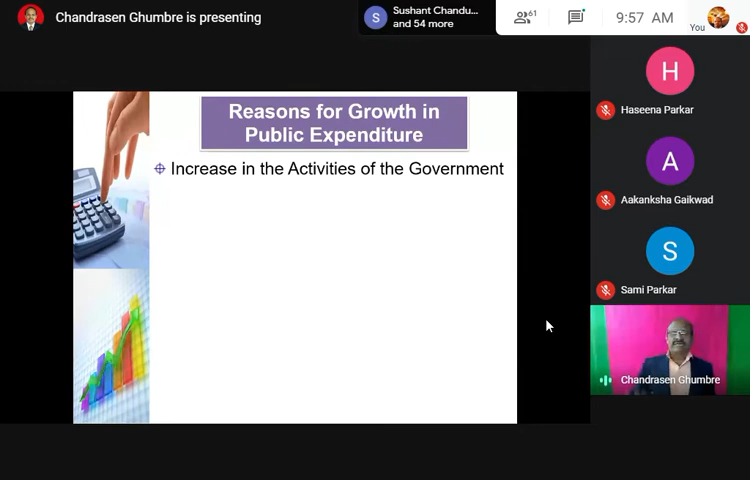 Chandrasen Ghumbre is presenting
S
Sushant Chandu...
and 54 more
61
9:57 AM
You
Reasons for Growth in
Public Expenditure
Increase in the Activities of the Government
H
Haseena Parkar
A
Aakanksha Gaikwad
S
Sami Parkar
Chandrasen Ghumbre